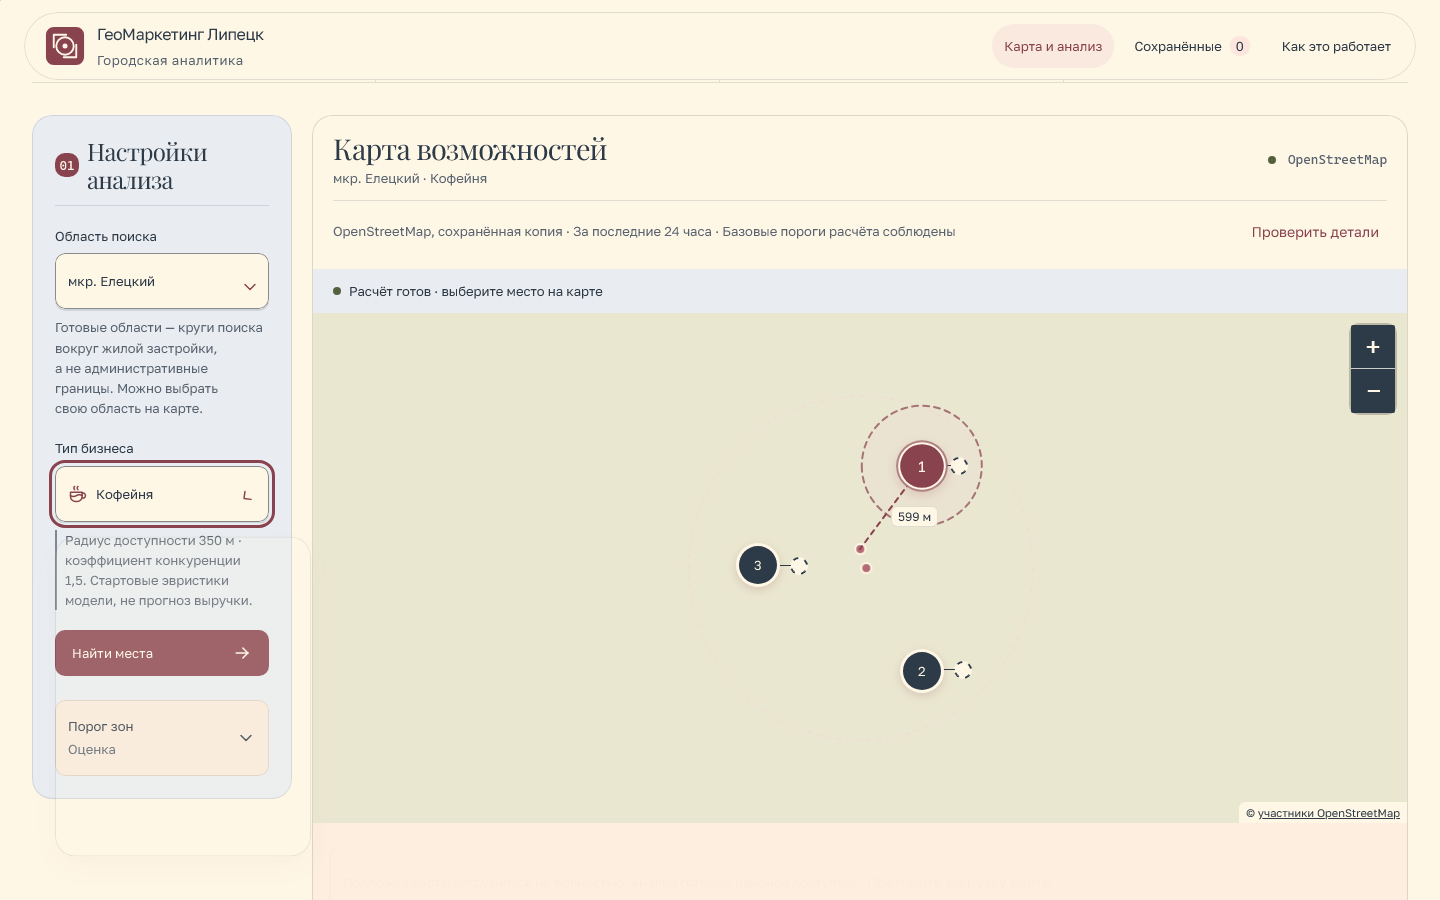 ГеоМаркетинг Липецк
Городская аналитика
Карта и анализ
Сохранённые 0
Как это работает
01
Настройки
анализа
Область поиска
мкр. Елецкий
Готовые области — круги поиска
вокруг жилой застройки,
а не административные
границы. Можно выбрать
свою область на карте.
Тип бизнеса
Кофейня
Радиус доступности 350 м ·
коэффициент конкуренции
1,5. Стартовые эвристики
модели, не прогноз выручки.
Найти места
Порог зон
Оценка
Карта возможностей
мкр. Елецкий · Кофейня
OpenStreetMap
OpenStreetMap, сохранённая копия · За последние 24 часа · Базовые пороги расчёта соблюдены
Проверить детали
Расчёт готов · выберите место на карте
+
−
1
599 м
3
2
© участники OpenStreetMap